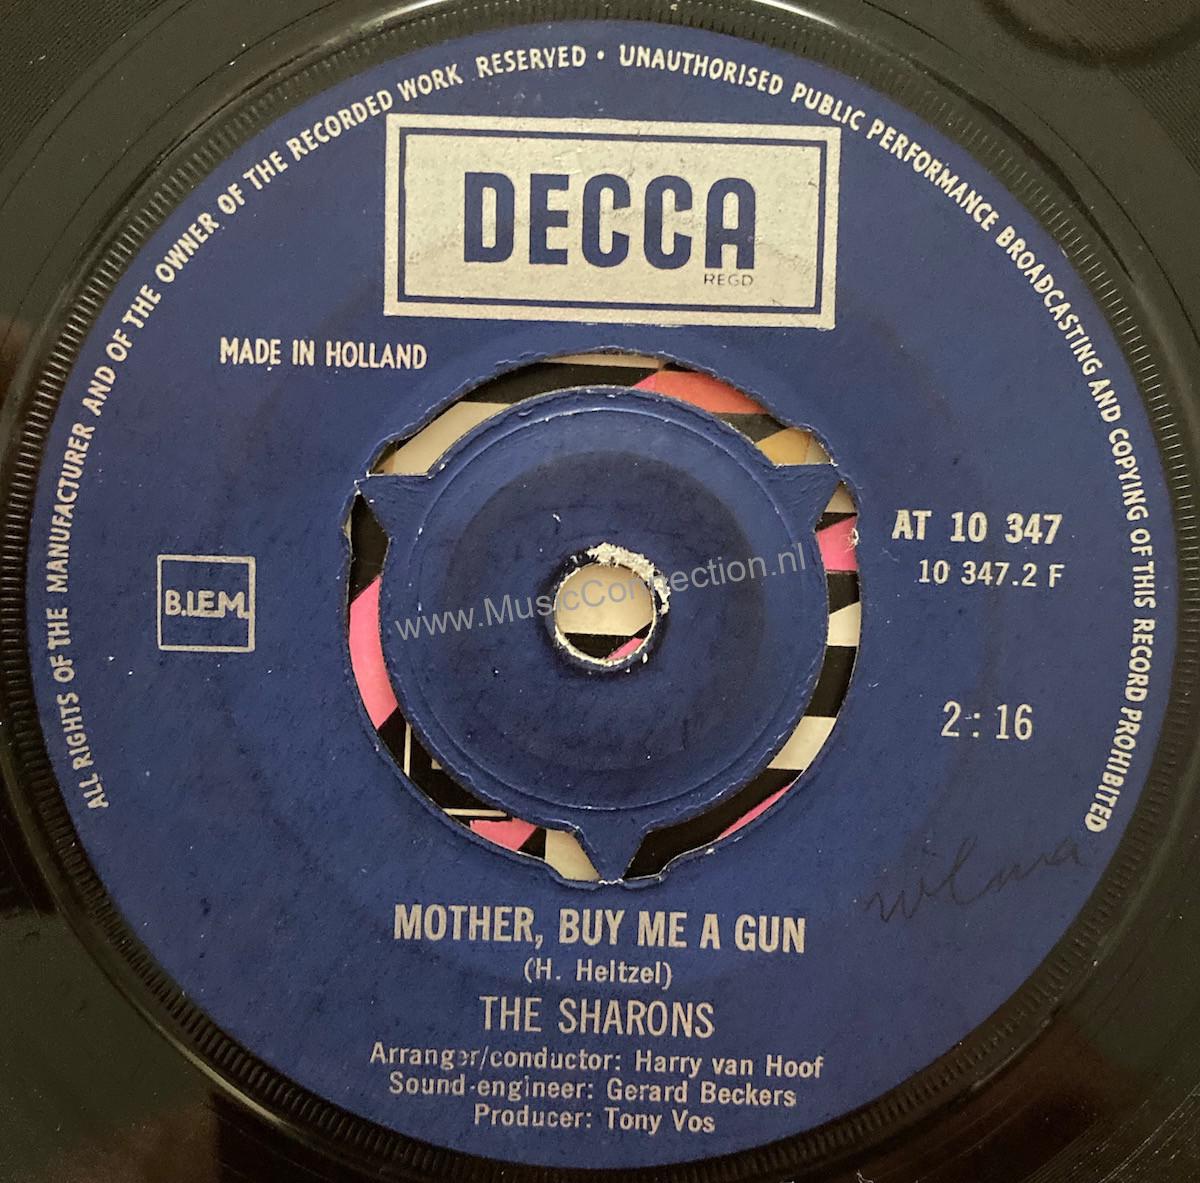 ALL RIGHTS OF THE MANUFACTURER AND OF THE OWNER OF THE RECORDED WORK RESERVED • UNAUTHORISED PUBLIC PERFORMANCE BROADCASTING AND COPYING OF THIS RECORD PROHIBITED
DECCA
REGD
MADE IN HOLLAND
AT 10 347
10 347.2 F
B.I.E.M.
www.MusicConnection.nl
2:16
wilma
MOTHER, BUY ME A GUN
(H. Heltzel)
THE SHARONS
Arranger/conductor: Harry van Hoof
Sound-engineer: Gerard Beckers
Producer: Tony Vos